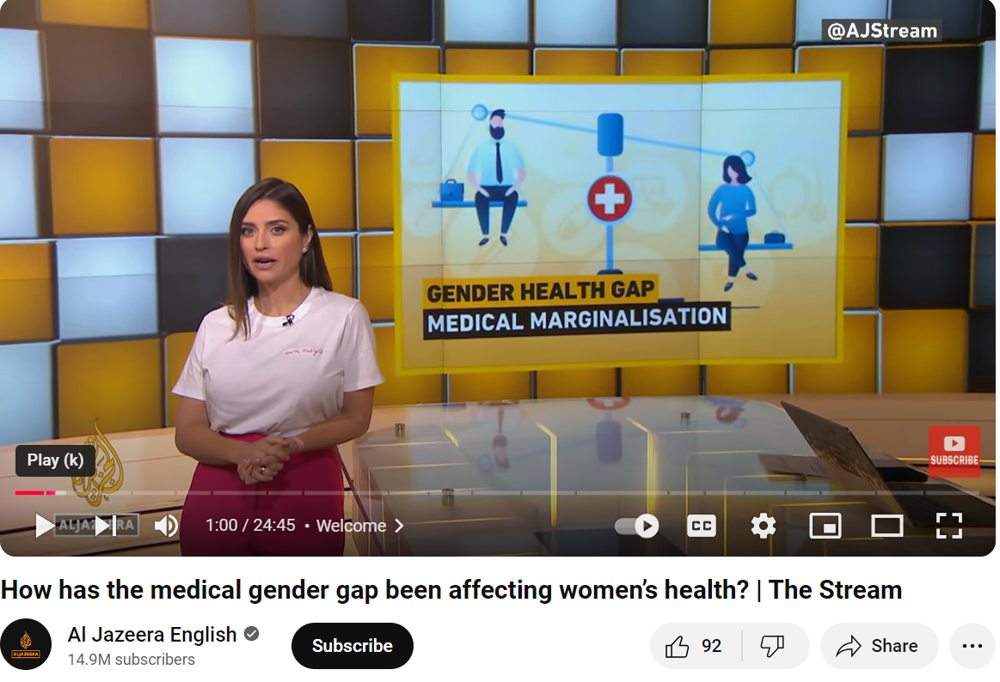 @AJStream
GENDER HEALTH GAP
MEDICAL MARGINALISATION
SUBSCRIBE
Play (k)
ALJAZEERA
1:00 / 24:45 • Welcome
CC
How has the medical gender gap been affecting women’s health? | The Stream
ALJAZEERA
Al Jazeera English
14.9M subscribers
Subscribe
92
Share